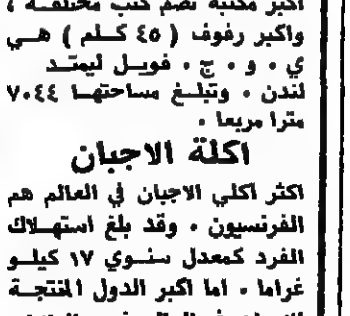 اكبر مكتبة تضم كتب مختلفة ،
واكبر رفوف ( ٤٥ كلم ) هي
ي . و . ج . فويل ليمتد
لندن . وتبلغ مساحتها ٧٠٤٤
مترا مربعا .
اكلة الاجبان
اكثر اكلي الاجبان في العالم هم
الفرنسيون . وقد بلغ استهلاك
الفرد كمعدل سنوي ١٧ كيلو
غراما . اما اكبر الدول المنتجة